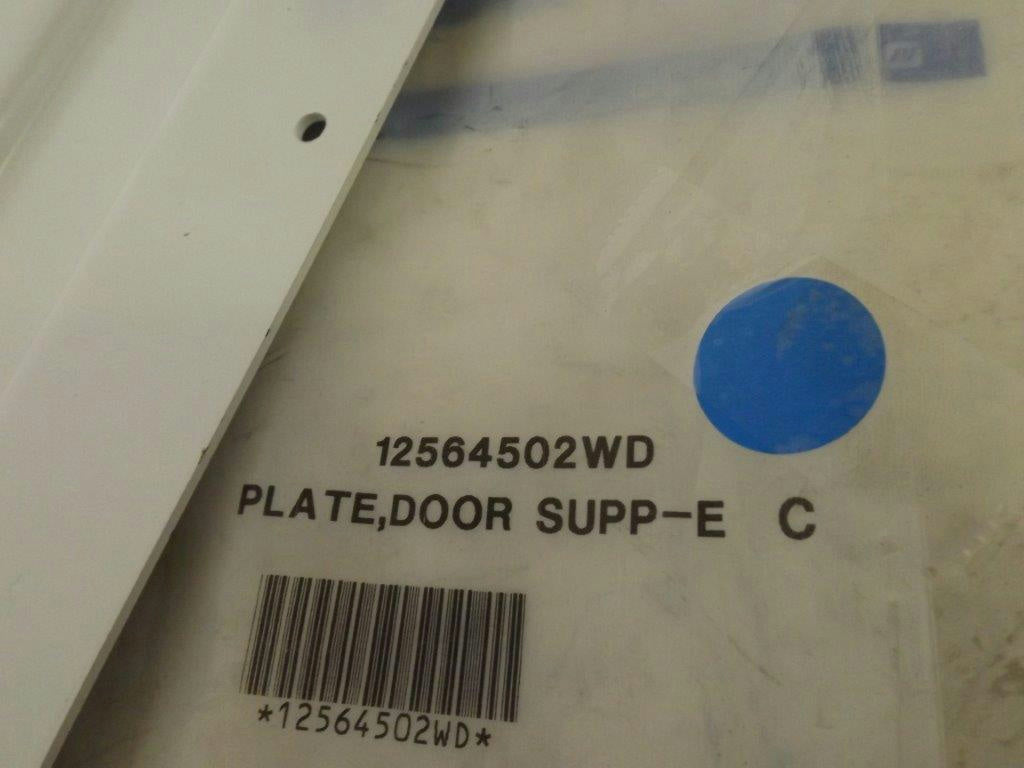 12564502WD
PLATE,DOOR SUPP-E C
*12564502WD*